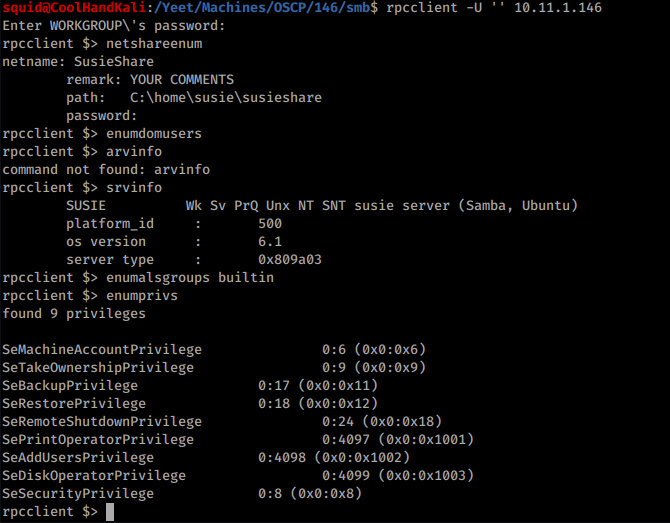 squid@CoolHandKali:/Yeet/Machines/OSCP/146/smb$ rpcclient -U '' 10.11.1.146
Enter WORKGROUP\'s password:
rpcclient $> netshareenum
netname: SusieShare
        remark: YOUR COMMENTS
        path:   C:\home\susie\susieshare
        password:
rpcclient $> enumdomusers
rpcclient $> arvinfo
command not found: arvinfo
rpcclient $> srvinfo
        SUSIE          Wk Sv PrQ Unx NT SNT susie server (Samba, Ubuntu)
        platform_id     :       500
        os version      :       6.1
        server type     :       0x809a03
rpcclient $> enumalsgroups builtin
rpcclient $> enumprivs
found 9 privileges

SeMachineAccountPrivilege               0:6 (0x0:0x6)
SeTakeOwnershipPrivilege                0:9 (0x0:0x9)
SeBackupPrivilege               0:17 (0x0:0x11)
SeRestorePrivilege              0:18 (0x0:0x12)
SeRemoteShutdownPrivilege               0:24 (0x0:0x18)
SePrintOperatorPrivilege                0:4097 (0x0:0x1001)
SeAddUsersPrivilege             0:4098 (0x0:0x1002)
SeDiskOperatorPrivilege                 0:4099 (0x0:0x1003)
SeSecurityPrivilege             0:8 (0x0:0x8)
rpcclient $>